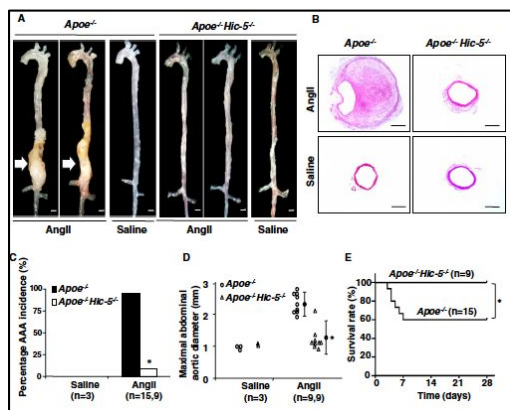 A
Apoe-/-
Apoe-/-Hic-5-/-
AngII
Saline
AngII
Saline
B
Apoe-/-
Apoe-/-Hic-5-/-
AngII
Saline
C
Percentage AAA incidence (%)
100
75
50
25
0
Apoe-/-
Apoe-/-Hic-5-/-
*
Saline
(n=3)
AngII
(n=15,9)
D
Maximal abdominal
aortic diameter (mm)
3
2
1
0
Apoe-/-
Apoe-/-Hic-5-/-
*
Saline
(n=3)
AngII
(n=9,9)
E
Survival rate (%)
100
80
60
40
20
0
Apoe-/-Hic-5-/- (n=9)
Apoe-/- (n=15)
*
0 7 14 21 28
Time (days)